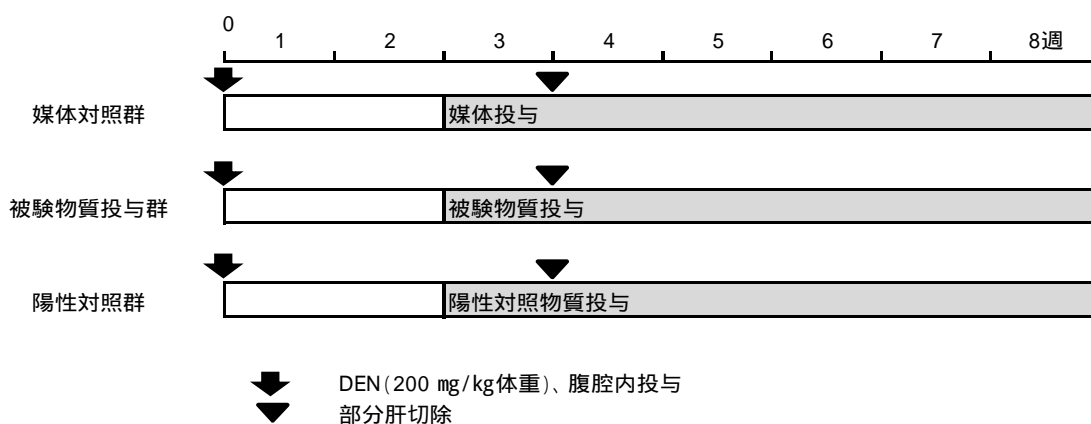 0
1 2 3 4 5 6 7 8週
媒体対照群 媒体投与
被験物質投与群 被験物質投与
陽性対照群 陽性対照物質投与
DEN(200 ㎎/kg体重)、腹腔内投与
部分肝切除